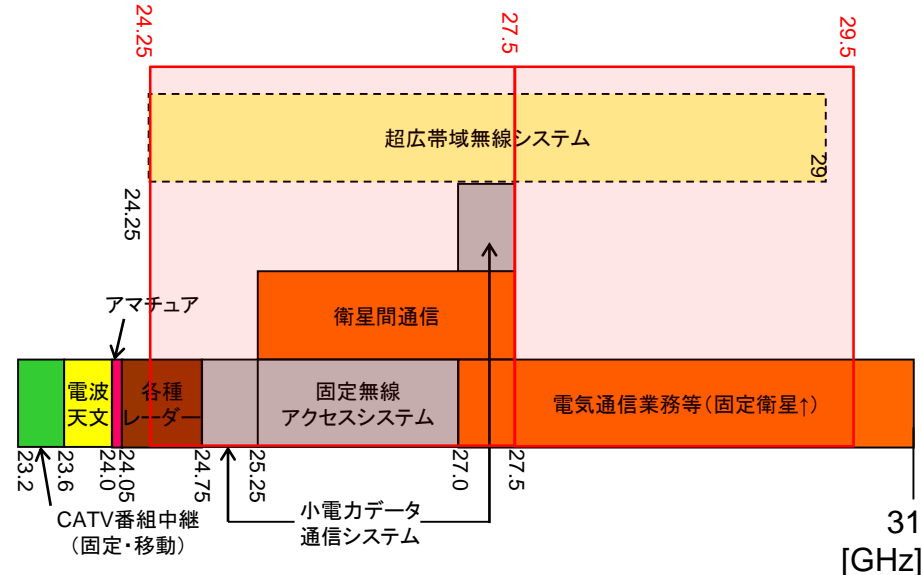 24.25
27.5
29.5
超広帯域無線システム
29
24.25
アマチュア
衛星間通信
電波
天文
各種
レーダー
固定無線
アクセスシステム
電気通信業務等(固定衛星↑)
23.2
23.6
24.0
24.05
24.75
25.25
27.0
27.5
CATV番組中継
(固定・移動)
小電力データ
通信システム
31
[GHz]